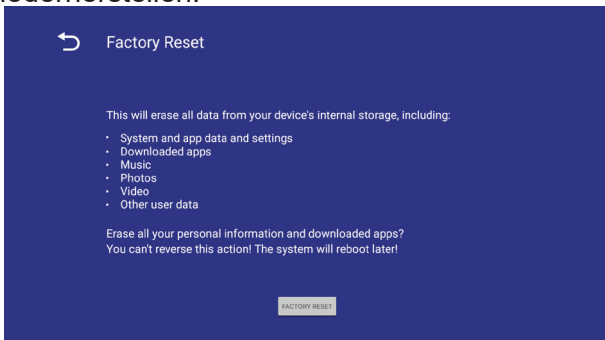 Factory Reset
This will erase all data from your device's internal storage, including:
• System and app data and settings
• Downloaded apps
• Music
• Photos
• Video
• Other user data
Erase all your personal information and downloaded apps?
You can't reverse this action! The system will reboot later!
FACTORY RESET